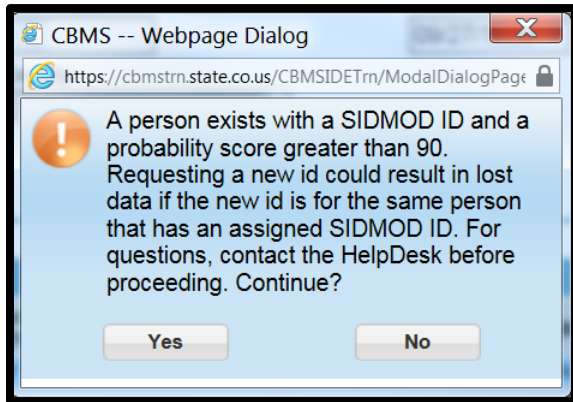 CBMS -- Webpage Dialog
https://cbmstrn.state.co.us/CBMSIDETrn/ModalDialogPage
A person exists with a SIDMOD ID and a
probability score greater than 90.
Requesting a new id could result in lost
data if the new id is for the same person
that has an assigned SIDMOD ID. For
questions, contact the HelpDesk before
proceeding. Continue?
Yes No